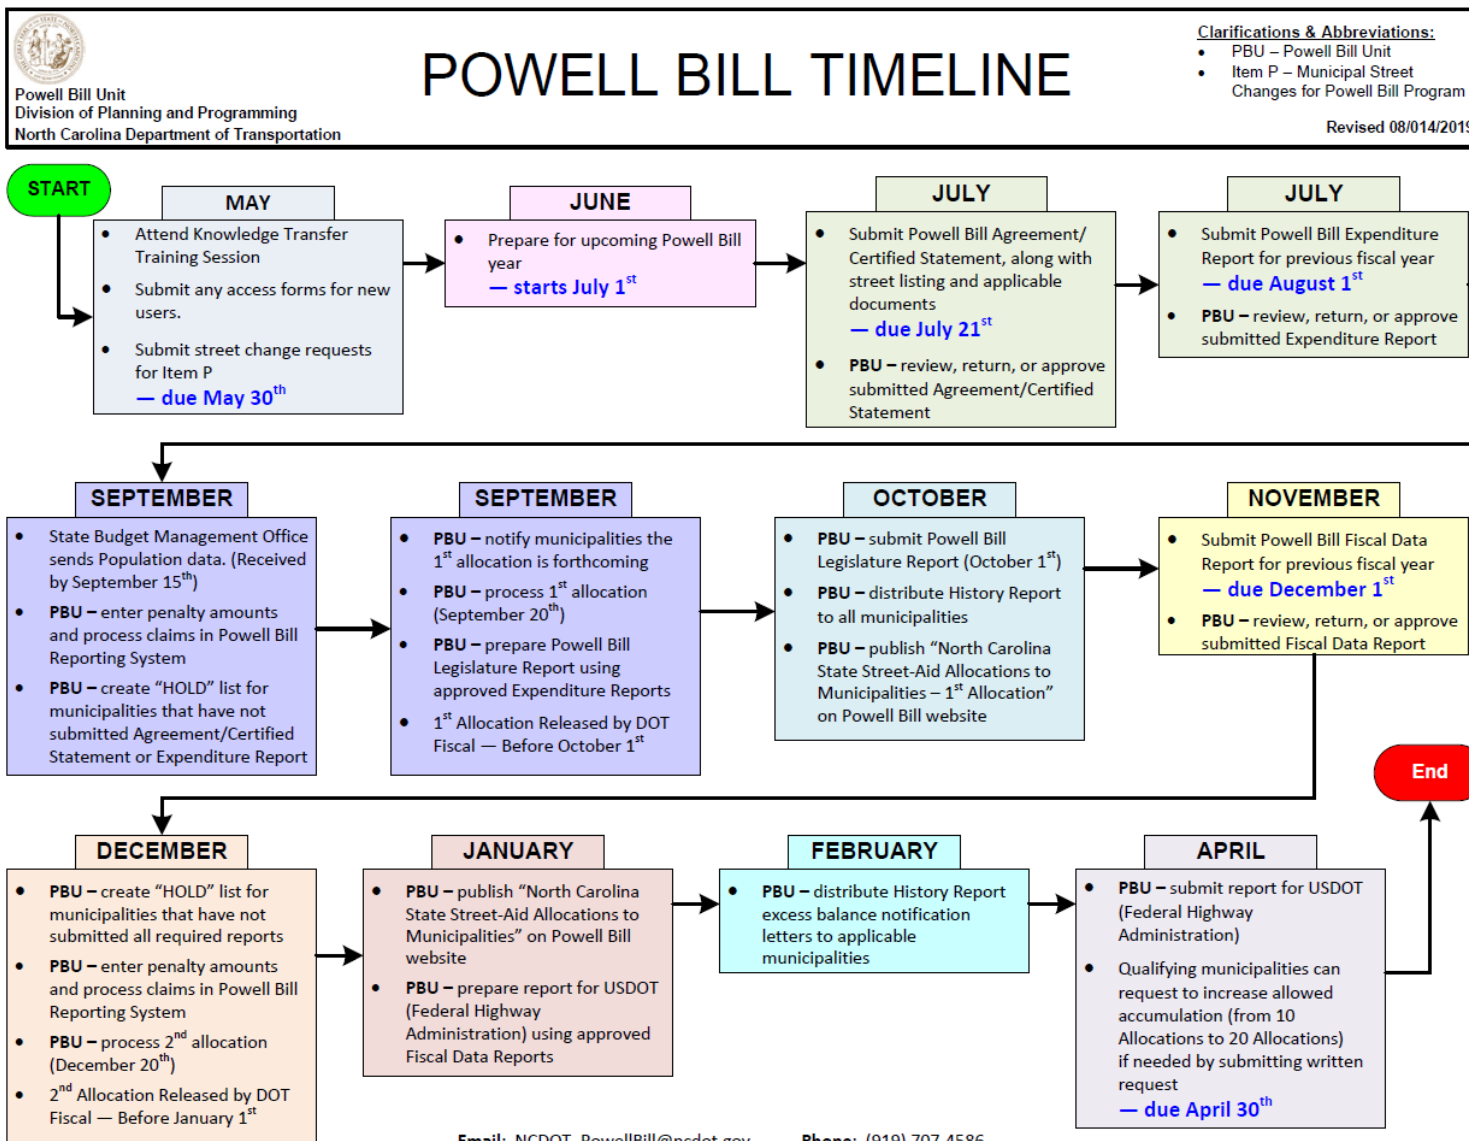 POWELL BILL TIMELINE
Powell Bill Unit
Division of Planning and Programming
North Carolina Department of Transportation
Clarifications & Abbreviations:
• PBU – Powell Bill Unit
• Item P – Municipal Street
Changes for Powell Bill Program
Revised 08/014/2019
START
MAY
• Attend Knowledge Transfer
Training Session
• Submit any access forms for new
users.
• Submit street change requests
for Item P
— due May 30th
JUNE
• Prepare for upcoming Powell Bill
year
— starts July 1st
JULY
• Submit Powell Bill Agreement/
Certified Statement, along with
street listing and applicable
documents
— due July 21st
• PBU – review, return, or approve
submitted Agreement/Certified
Statement
JULY
• Submit Powell Bill Expenditure
Report for previous fiscal year
— due August 1st
• PBU – review, return, or approve
submitted Expenditure Report
SEPTEMBER
• State Budget Management Office
sends Population data. (Received
by September 15th)
• PBU – enter penalty amounts
and process claims in Powell Bill
Reporting System
• PBU – create “HOLD” list for
municipalities that have not
submitted Agreement/Certified
Statement or Expenditure Report
SEPTEMBER
• PBU – notify municipalities the
1st allocation is forthcoming
• PBU – process 1st allocation
(September 20th)
• PBU – prepare Powell Bill
Legislature Report using
approved Expenditure Reports
• 1st Allocation Released by DOT
Fiscal — Before October 1st
OCTOBER
• PBU – submit Powell Bill
Legislature Report (October 1st)
• PBU – distribute History Report
to all municipalities
• PBU – publish “North Carolina
State Street-Aid Allocations to
Municipalities – 1st Allocation”
on Powell Bill website
NOVEMBER
• Submit Powell Bill Fiscal Data
Report for previous fiscal year
— due December 1st
• PBU – review, return, or approve
submitted Fiscal Data Report
End
DECEMBER
• PBU – create “HOLD” list for
municipalities that have not
submitted all required reports
• PBU – enter penalty amounts
and process claims in Powell Bill
Reporting System
• PBU – process 2nd allocation
(December 20th)
• 2nd Allocation Released by DOT
Fiscal — Before January 1st
JANUARY
• PBU – publish “North Carolina
State Street-Aid Allocations to
Municipalities” on Powell Bill
website
• PBU – prepare report for USDOT
(Federal Highway
Administration) using approved
Fiscal Data Reports
FEBRUARY
• PBU – distribute History Report
excess balance notification
letters to applicable
municipalities
APRIL
• PBU – submit report for USDOT
(Federal Highway
Administration)
• Qualifying municipalities can
request to increase allowed
accumulation (from 10
Allocations to 20 Allocations)
if needed by submitting written
request
— due April 30th
Email: NCDOT_PowellBill@ncdot.gov Phone: (919) 707-4586